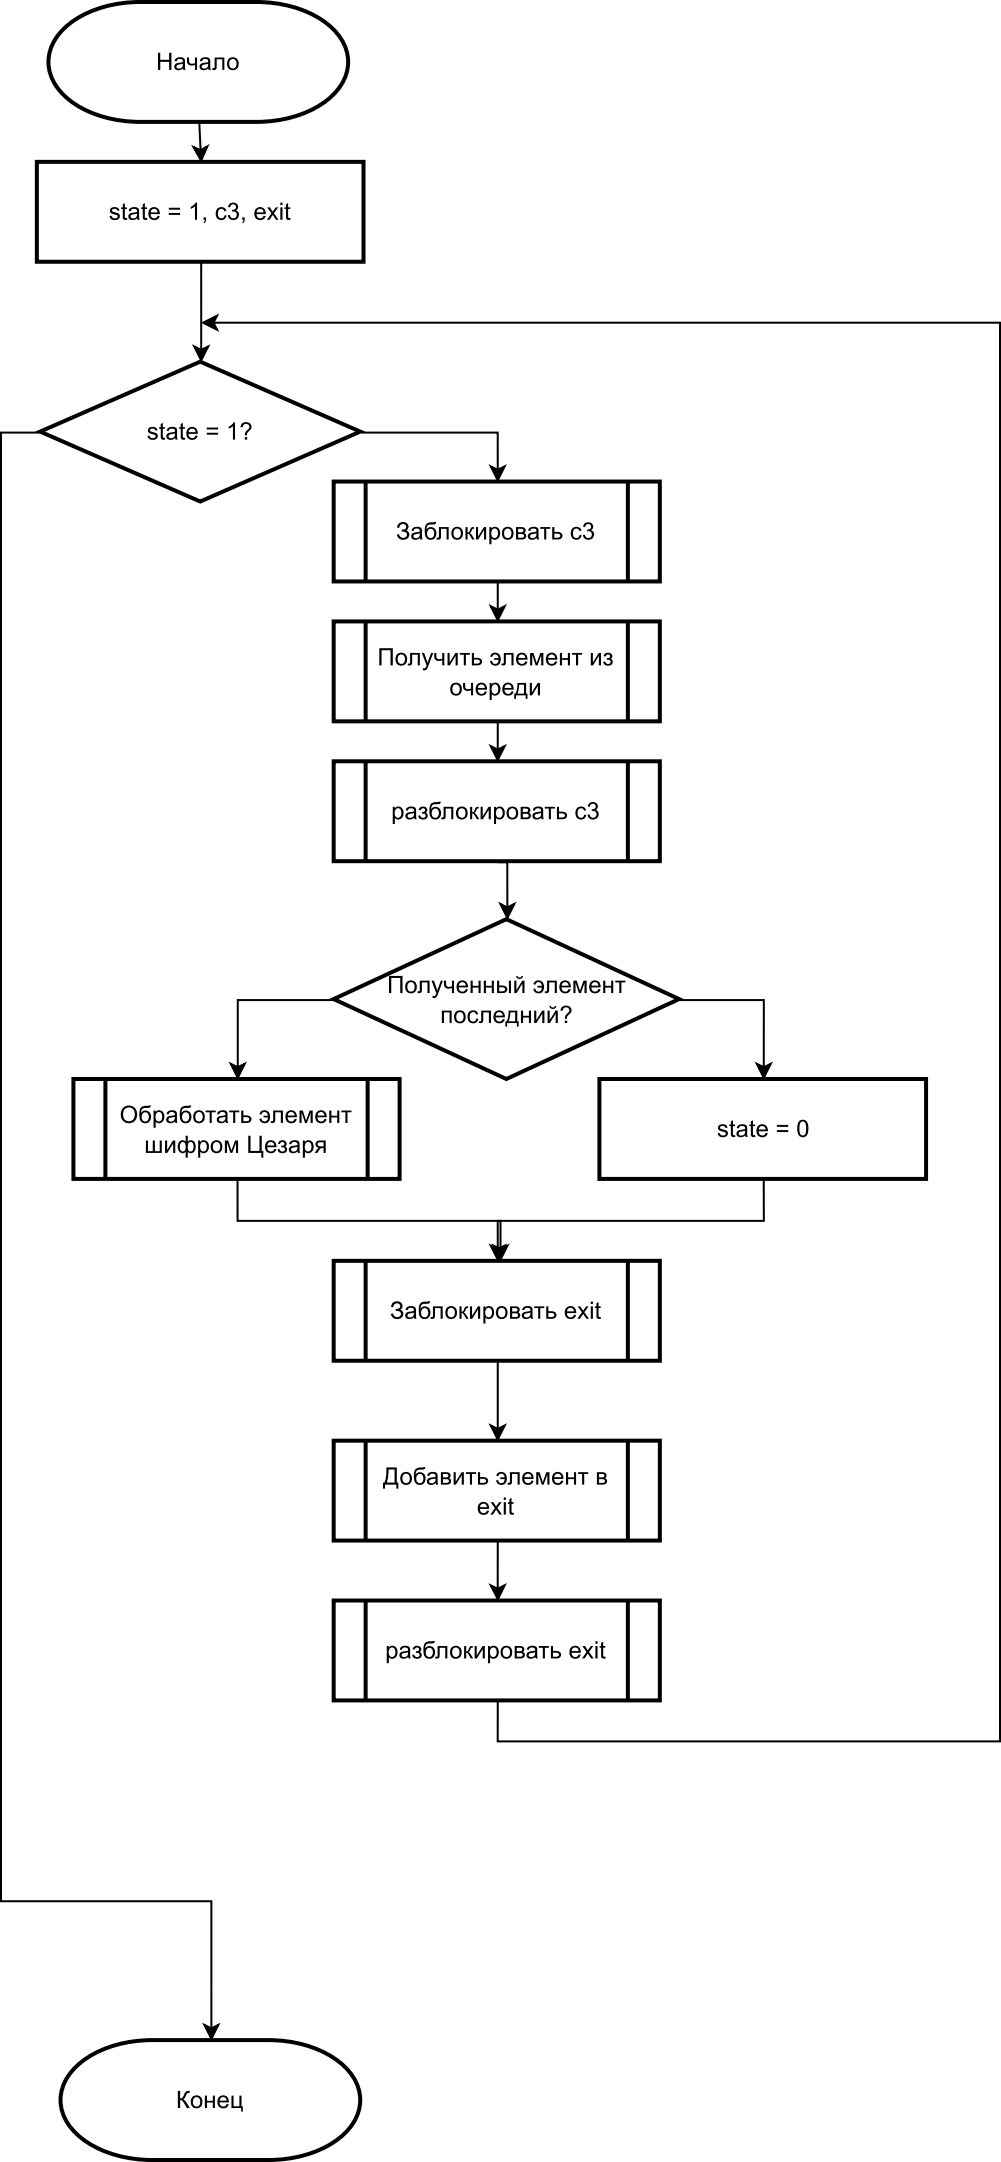 Начало
state = 1, c3, exit
state = 1?
Заблокировать c3
Получить элемент из
очереди
разблокировать c3
Полученный элемент
последний?
Обработать элемент
шифром Цезаря
state = 0
Заблокировать exit
Добавить элемент в
exit
разблокировать exit
Конец